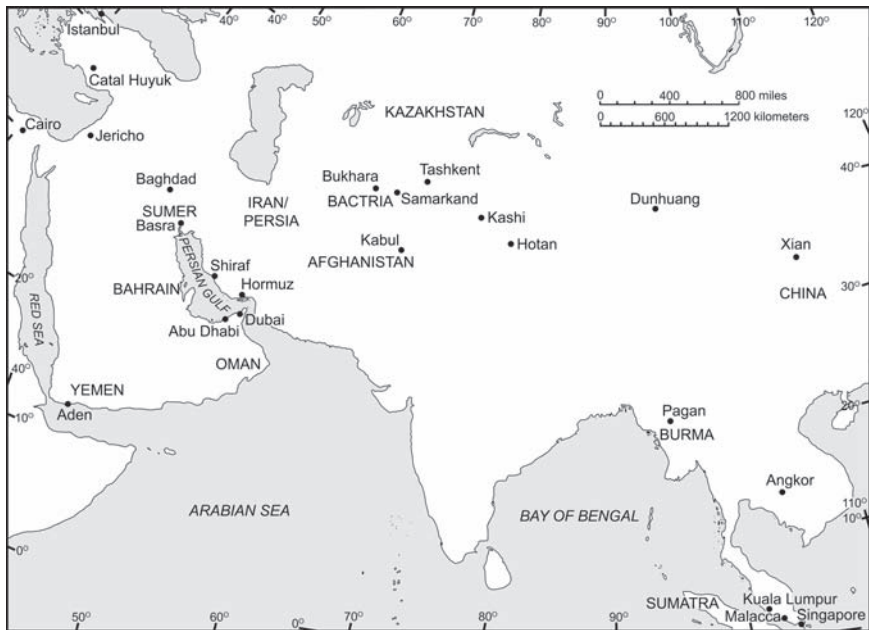 20° 30° 40° 50° 60° 70° 80° 90° 100° 110° 120°
Istanbul
Catal Huyuk
0 400 800 miles
0 600 1200 kilometers
KAZAKHSTAN
120°
Cairo
Jericho
40°
Baghdad
Bukhara
Tashkent
BACTRIA
Samarkand
Dunhuang
IRAN/
PERSIA
SUMER
Basra
Kashi
Kabul
Hotan
AFGHANISTAN
Xian
PERSIAN GULF
Shiraf
20°
BAHRAIN
Hormuz
30°
CHINA
RED SEA
Abu Dhabi
Dubai
OMAN
40°
YEMEN
Aden
10°
Pagan
20°
BURMA
Angkor
ARABIAN SEA
BAY OF BENGAL
110°
10°
0°
SUMATRA
Kuala Lumpur
Malacca
Singapore
50° 60° 70° 80° 90°